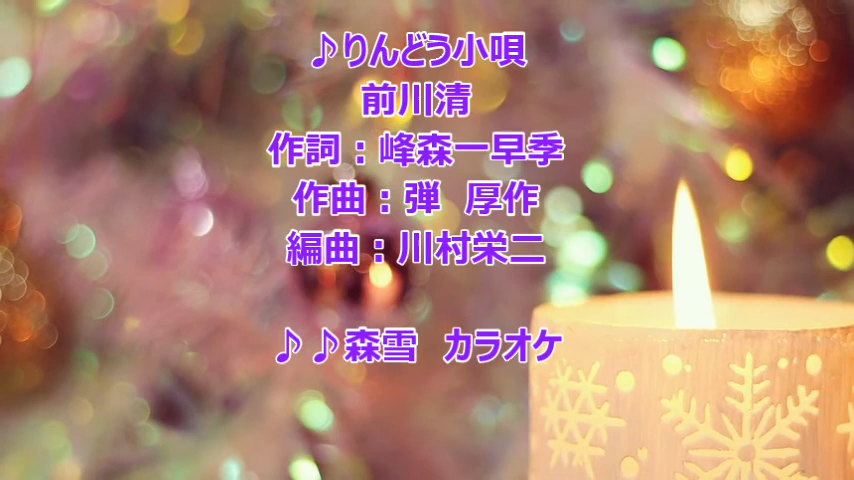 ♪りんどう小唄
前川清
作詞：峰森一早季
作曲：弾　厚作
編曲：川村栄二
♪♪森雪　カラオケ